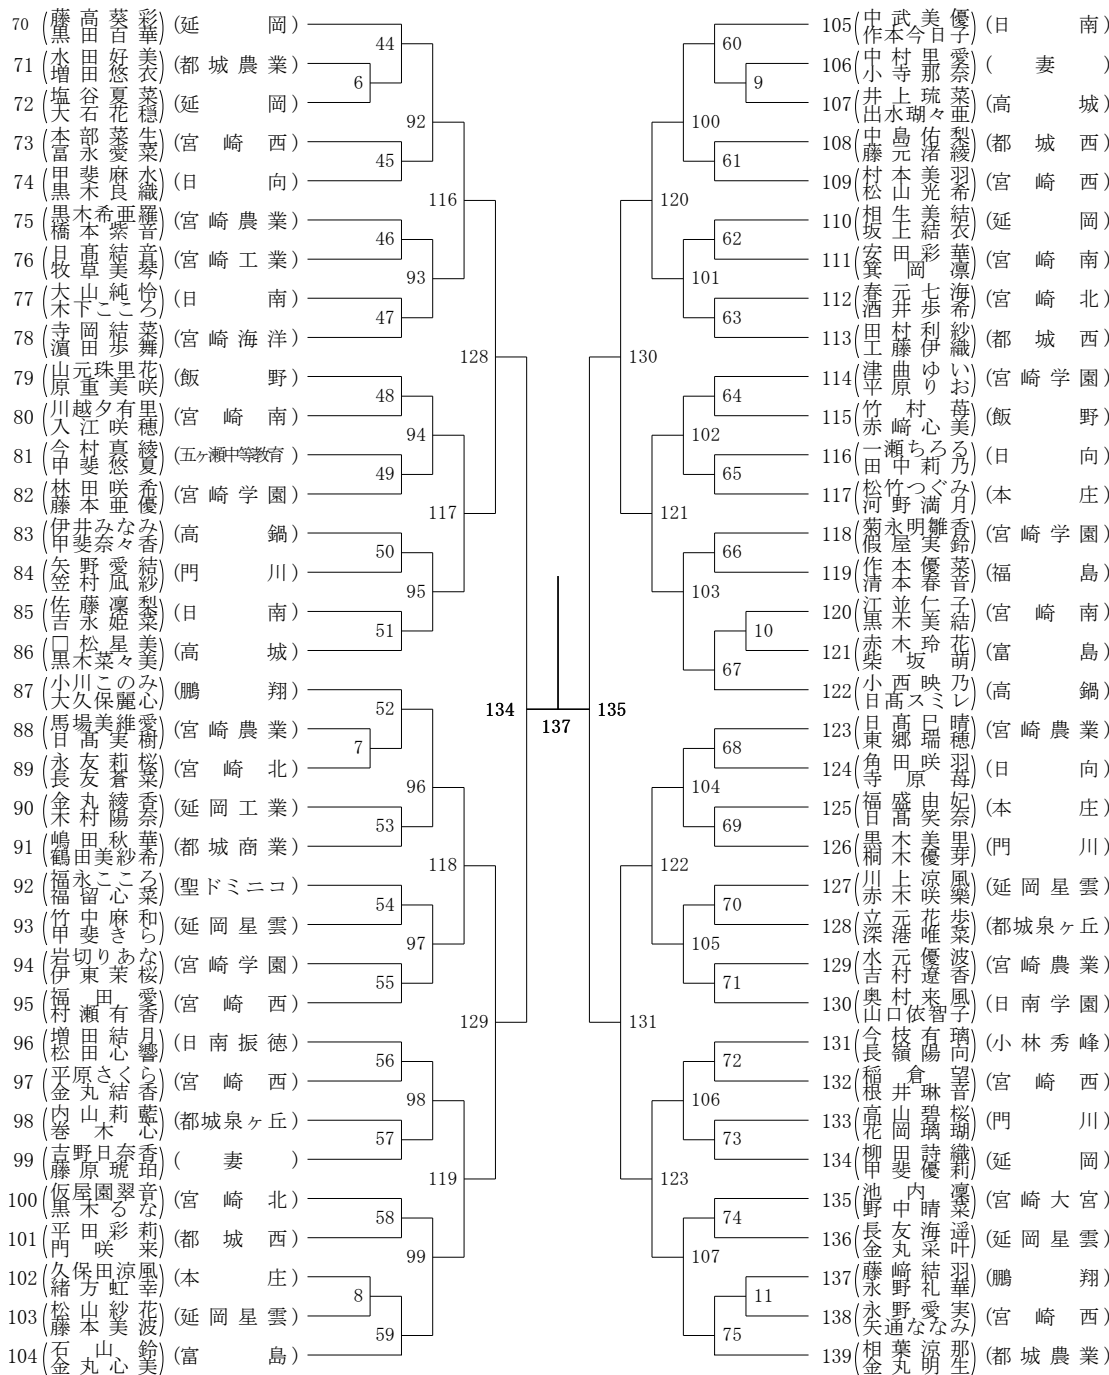 70 (藤高葵彩 黒田百華) (延岡)
71 (水田好美 増田悠衣) (都城農業)
72 (塩谷夏菜 大石花穏) (延岡)
73 (本部菜生 富永愛菜) (宮崎西)
74 (甲斐麻水 黒木良織) (日向)
75 (黒木希亜羅 橋本紫音) (宮崎農業)
76 (日髙結音 牧草美琴) (宮崎工業)
77 (大山純怜 木下こころ) (日南)
78 (寺岡結菜 濵田歩舞) (宮崎海洋)
79 (山元珠里花 原重美咲) (飯野)
80 (川越夕有里 入江咲穂) (宮崎南)
81 (今村真綾 甲斐悠夏) (五ヶ瀬中等教育)
82 (林田咲希 藤本亜優) (宮崎学園)
83 (伊井みなみ 甲斐奈々香) (高鍋)
84 (矢野愛結 笠村凪紗) (門川)
85 (佐藤凜梨 吉永姫菜) (日南)
86 (□松星美 黒木菜々美) (高城)
87 (小川このみ 大久保麗心) (鵬翔)
88 (馬場美維愛 日髙実樹) (宮崎農業)
89 (永友莉桜 長友蒼菜) (宮崎北)
90 (金丸綾香 木村陽奈) (延岡工業)
91 (嶋田秋華 鶴田美紗希) (都城商業)
92 (福永こころ 福留心菜) (聖ドミニコ)
93 (竹中麻和 甲斐きら) (延岡星雲)
94 (岩切りあな 伊東茉桜) (宮崎学園)
95 (福田愛 村瀬有香) (宮崎西)
96 (増田結月 松田心響) (日南振徳)
97 (平原さくら 金丸結香) (宮崎西)
98 (内山莉藍 巻木心) (都城泉ヶ丘)
99 (吉野日奈香 藤原琥珀) (妻)
100 (仮屋園翠音 黒木るな) (宮崎北)
101 (平田彩莉 門咲来) (都城西)
102 (久保田涼風 緒方虹幸) (本庄)
103 (松山紗花 藤本美波) (延岡星雲)
104 (石山鈴 金丸心美) (富島)
44
6
92
45
116
46
93
47
128
48
94
49
117
50
95
51
134
52
7
96
53
118
54
97
55
129
56
98
57
119
58
99
8
59
137
135
60
9
100
61
120
62
101
63
130
64
102
65
121
66
103
10
67
68
104
69
122
70
105
71
131
72
106
73
123
74
107
11
75
105 (中武美優 作本今日子) (日南)
106 (中村里愛 小寺那奈) (妻)
107 (井上琉菜 出水瑚々亜) (高城)
108 (中島佑梨 藤元渚綾) (都城西)
109 (村本美羽 松山光希) (宮崎西)
110 (相生美結 坂上結衣) (延岡)
111 (安田彩華 箕岡凛) (宮崎南)
112 (春元七海 酒井歩希) (宮崎北)
113 (田村利紗 工藤伊織) (都城西)
114 (津曲ゆい 平原りお) (宮崎学園)
115 (竹村苺 赤﨑心美) (飯野)
116 (一瀬ちろる 田中莉乃) (日向)
117 (松竹つぐみ 河野満月) (本庄)
118 (菊永明雛香 假屋実鈴) (宮崎学園)
119 (作本優菜 清本春音) (福島)
120 (江並仁子 黒木美結) (宮崎南)
121 (赤木玲花 柴坂萌) (富島)
122 (小西映乃 日髙スミレ) (高鍋)
123 (日髙巳晴 東郷瑞穂) (宮崎農業)
124 (角田咲羽 寺原苺) (日向)
125 (福盛由妃 日髙笑奈) (本庄)
126 (黒木美里 桐木優芽) (門川)
127 (川上涼風 赤木咲樂) (延岡星雲)
128 (立元花歩 深港唯菜) (都城泉ヶ丘)
129 (水元優波 吉村遼香) (宮崎農業)
130 (奥村来風 山口依智子) (日南学園)
131 (今枝有璃 長嶺陽向) (小林秀峰)
132 (稲倉望 根井琳音) (宮崎西)
133 (高山碧桜 花岡璃瑚) (門川)
134 (柳田詩織 甲斐優莉) (延岡)
135 (池内凜 野中晴菜) (宮崎大宮)
136 (長友海遥 金丸采叶) (延岡星雲)
137 (藤﨑結羽 永野礼華) (鵬翔)
138 (永野愛実 矢通ななみ) (宮崎西)
139 (相葉涼那 金丸明生) (都城農業)